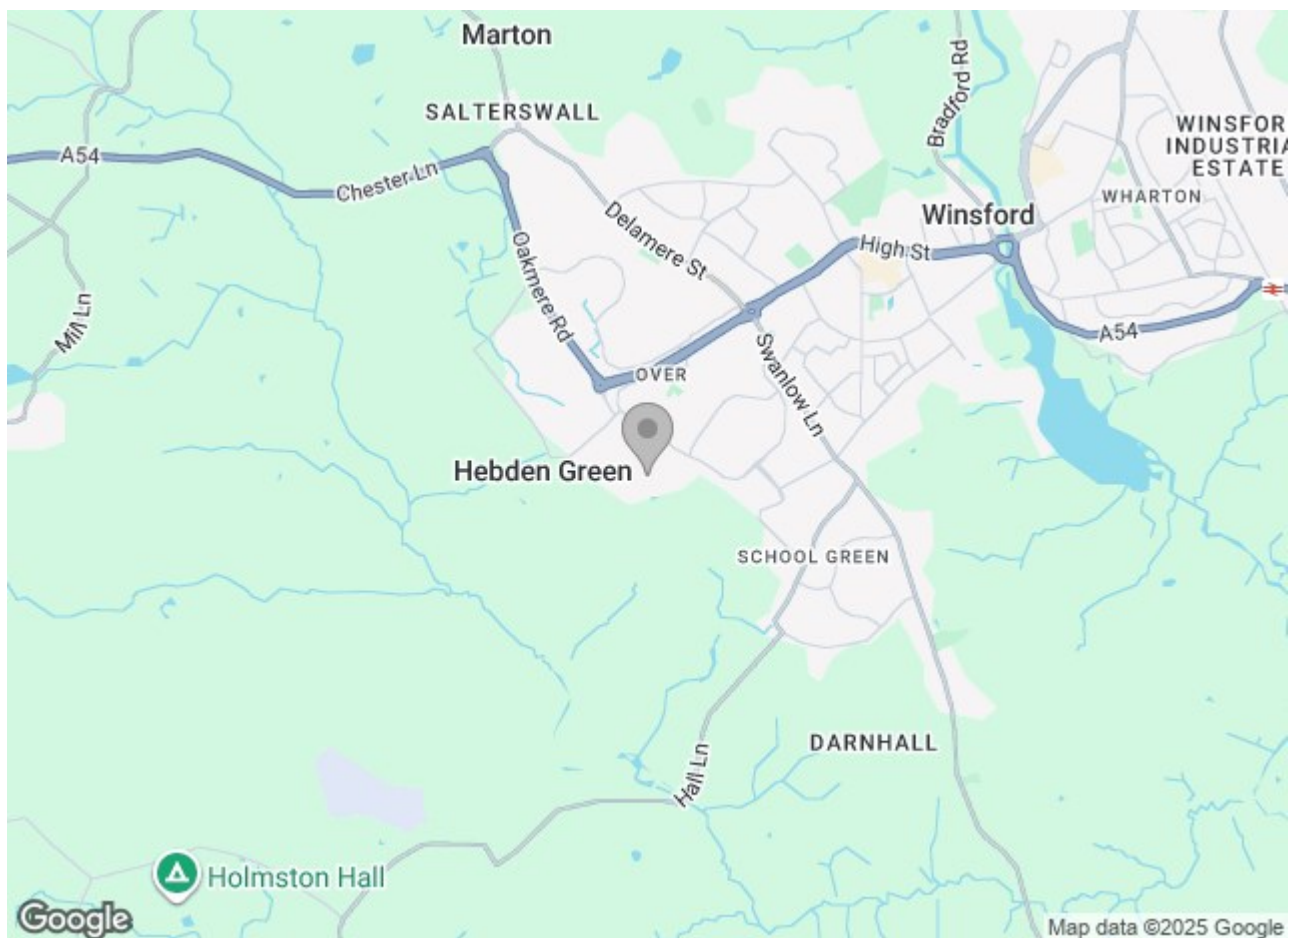 Marton
SALTERSWALL
A54
Chester Ln
Bradford Rd
WINSFOR
INDUSTRIA
ESTATE
WHARTON
Winsford
Delamere St
High St
Oakmere Rd
Mill Ln
A54
OVER
Swanlow Ln
Hebden Green
SCHOOL GREEN
DARNHALL
Hall Ln
Holmston Hall
Google
Map data ©2025 Google